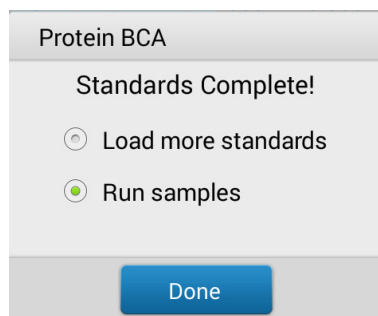 Protein BCA
Standards Complete!
Load more standards
Run samples
Done